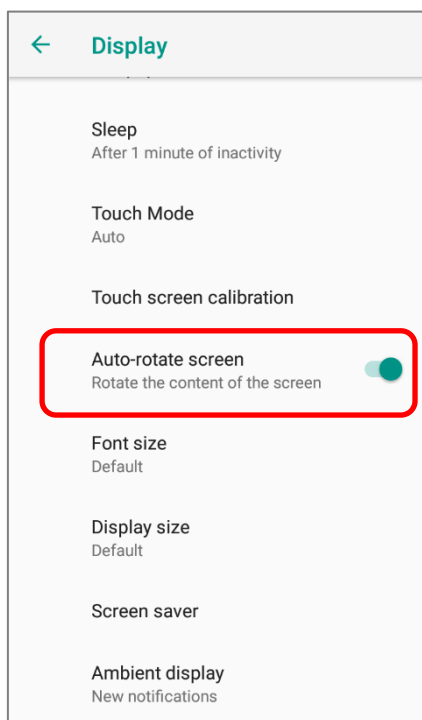 Display
Sleep
After 1 minute of inactivity
Touch Mode
Auto
Touch screen calibration
Auto-rotate screen
Rotate the content of the screen
Font size
Default
Display size
Default
Screen saver
Ambient display
New notifications